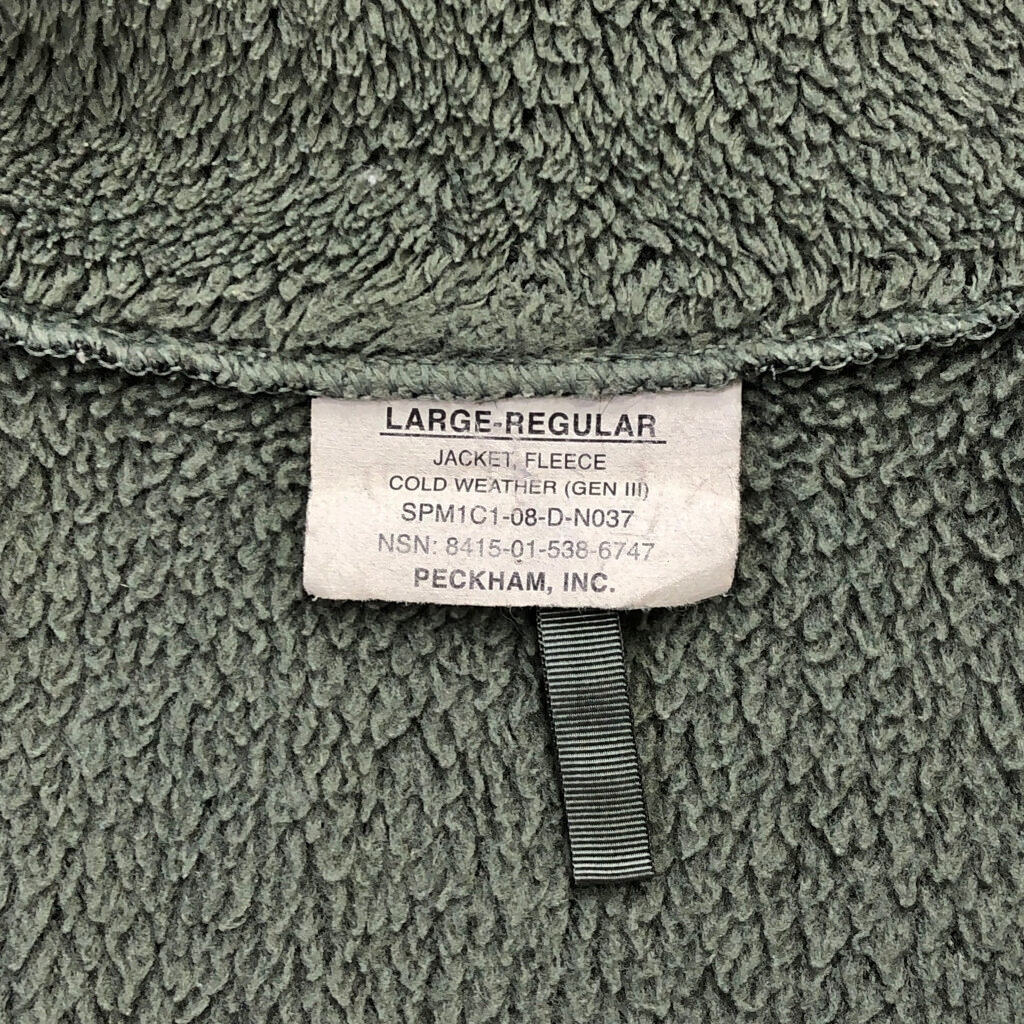 LARGE-REGULAR
JACKET, FLEECE
COLD WEATHER (GEN III)
SPM1C1-08-D-N037
NSN: 8415-01-538-6747
PECKHAM, INC.